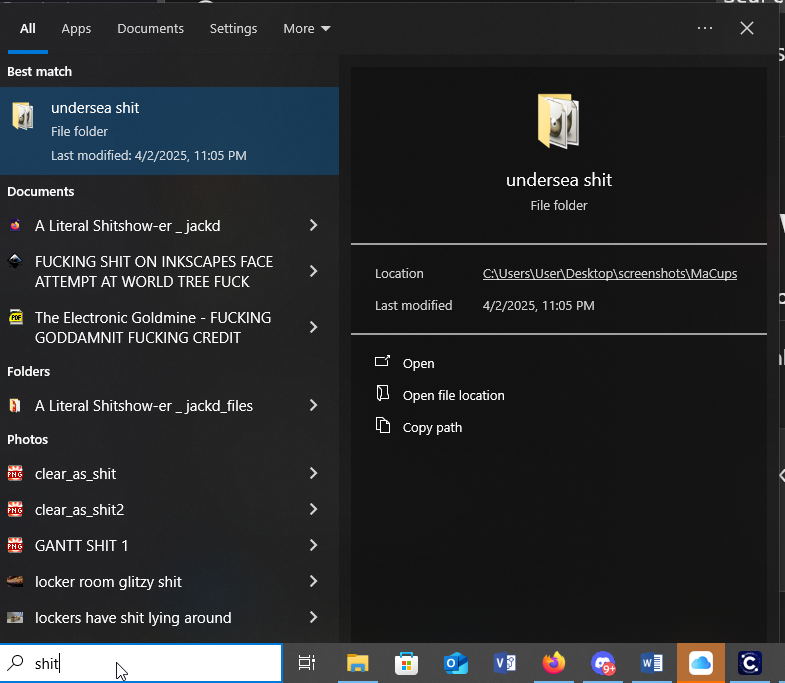 All Apps Documents Settings More
Best match
undersea shit
File folder
Last modified: 4/2/2025, 11:05 PM
Documents
A Literal Shitshow-er _ jackd
FUCKING SHIT ON INKSCAPES FACE
ATTEMPT AT WORLD TREE FUCK
The Electronic Goldmine - FUCKING
GODDAMNIT FUCKING CREDIT
Folders
A Literal Shitshow-er _ jackd_files
Photos
clear_as_shit
clear_as_shit2
GANTT SHIT 1
locker room glitzy shit
lockers have shit lying around
undersea shit
File folder
Location C:\Users\User\Desktop\screenshots\MaCups
Last modified 4/2/2025, 11:05 PM
Open
Open file location
Copy path
shit
9+